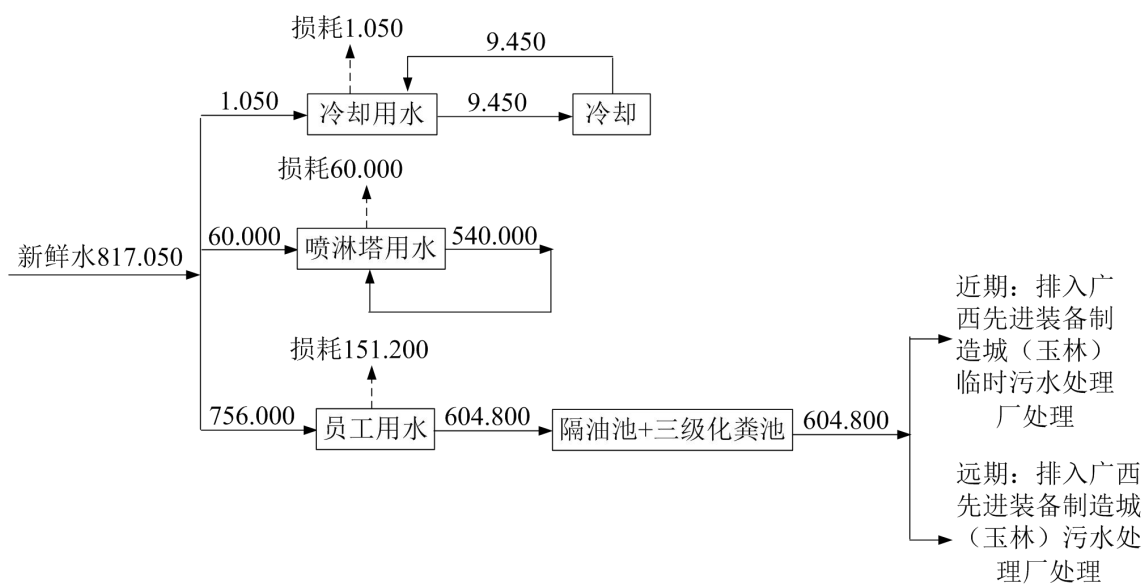 损耗1.050
9.450
1.050
冷却用水
9.450
冷却
损耗60.000
新鲜水817.050
60.000
喷淋塔用水
540.000
损耗151.200
756.000
员工用水
604.800
隔油池+三级化粪池
604.800
近期：排入广
西先进装备制
造城（玉林）
临时污水处理
厂处理
远期：排入广西
先进装备制造城
（玉林）污水处
理厂处理